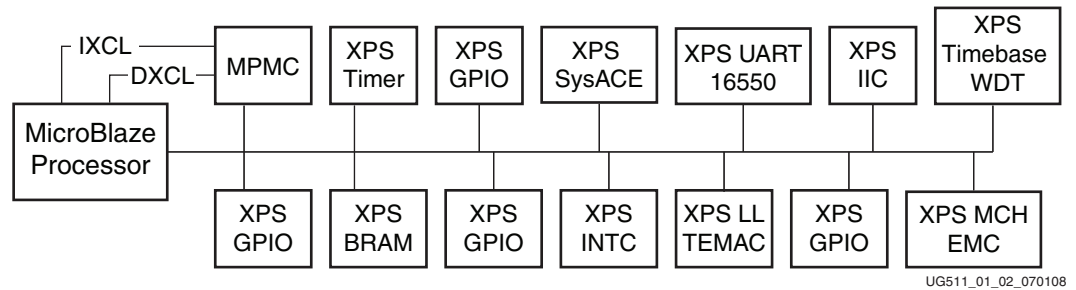 IXCL
DXCL
MPMC
XPS
Timer
XPS
GPIO
XPS
SysACE
XPS UART
16550
XPS
IIC
XPS
Timebase
WDT
MicroBlaze
Processor
XPS
GPIO
XPS
BRAM
XPS
GPIO
XPS
INTC
XPS LL
TEMAC
XPS
GPIO
XPS MCH
EMC
UG511_01_02_070108